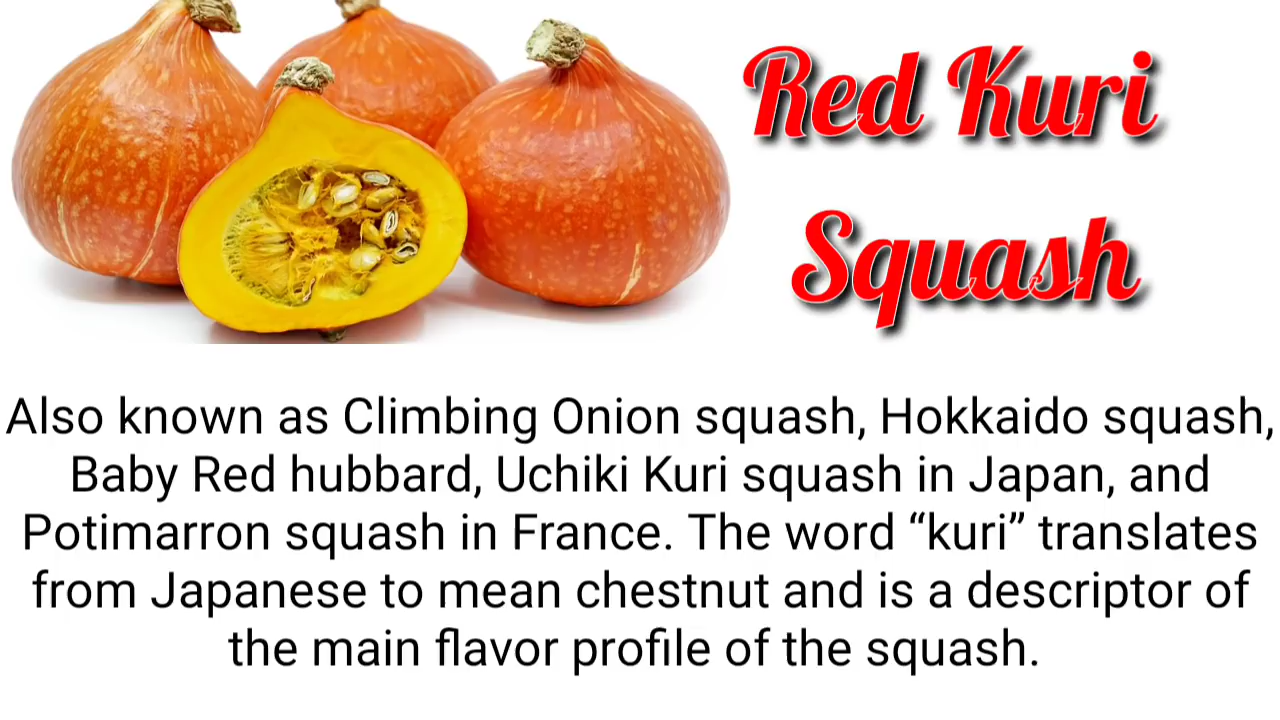 Red Kuri
Squash
Also known as Climbing Onion squash, Hokkaido squash,
Baby Red hubbard, Uchiki Kuri squash in Japan, and
Potimarron squash in France. The word “kuri” translates
from Japanese to mean chestnut and is a descriptor of
the main flavor profile of the squash.